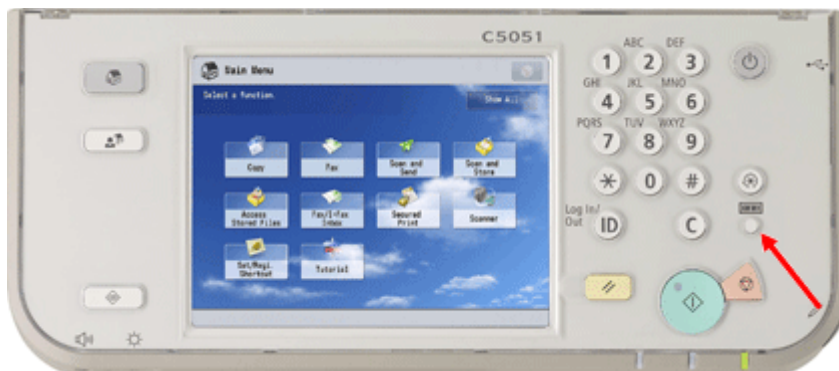 C5051
Main Menu
Select a function.
Show All
Copy
Fax
Scan and
Send
Scan and
Store
Access
Stored Files
Fax/I-Fax
Inbox
Secured
Print
Scanner
Set/Regi.
Shortcut
Tutorial
ABC DEF
1 2 3
GHI JKL MNO
4 5 6
PQRS TUV WXYZ
7 8 9
* 0 #
Log In/
Out
ID
C